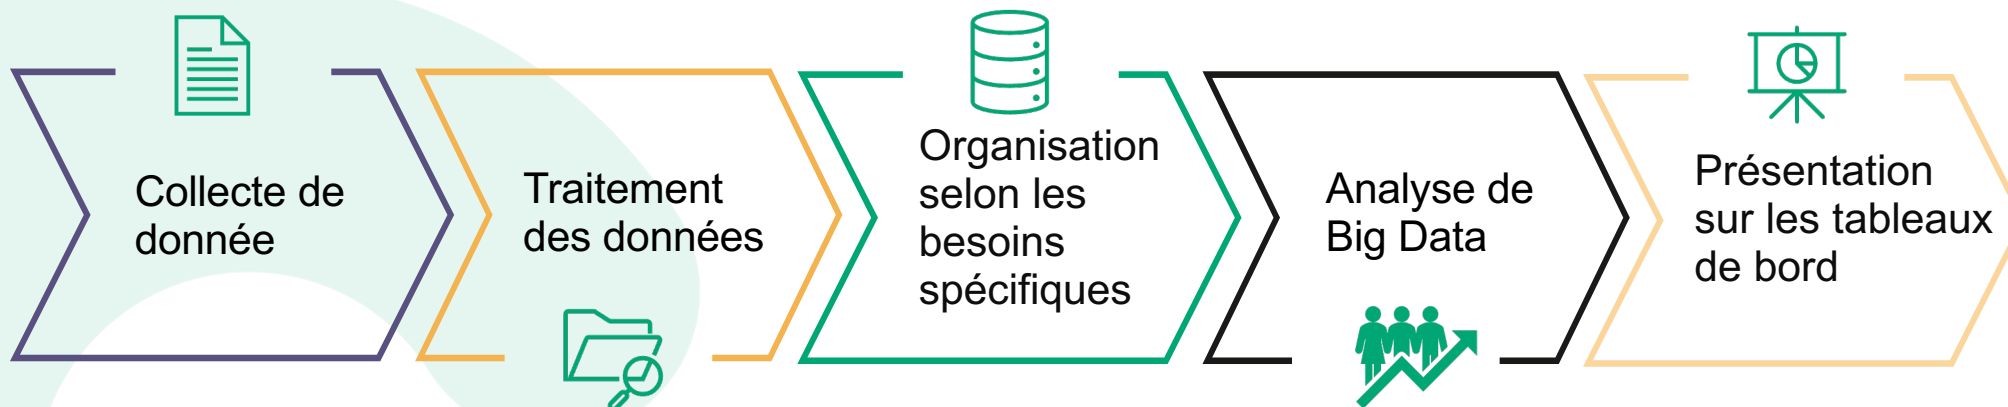 Collecte de
donnée
Traitement
des données
Organisation
selon les
besoins
spécifiques
Analyse de
Big Data
Présentation
sur les tableaux
de bord